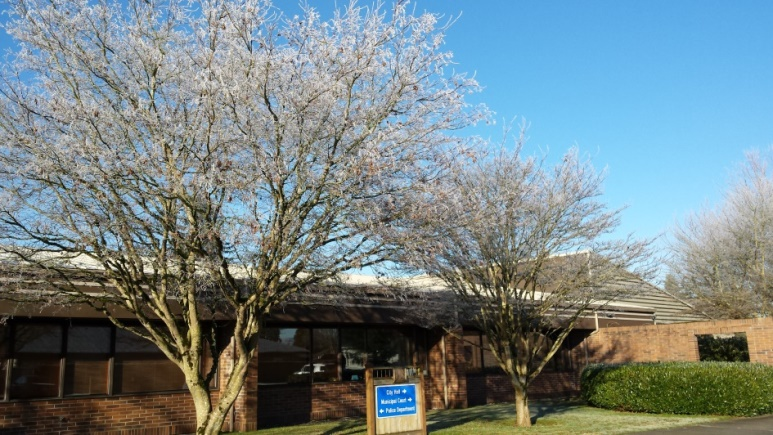 City Hall →
Municipal Court →
← Police Department